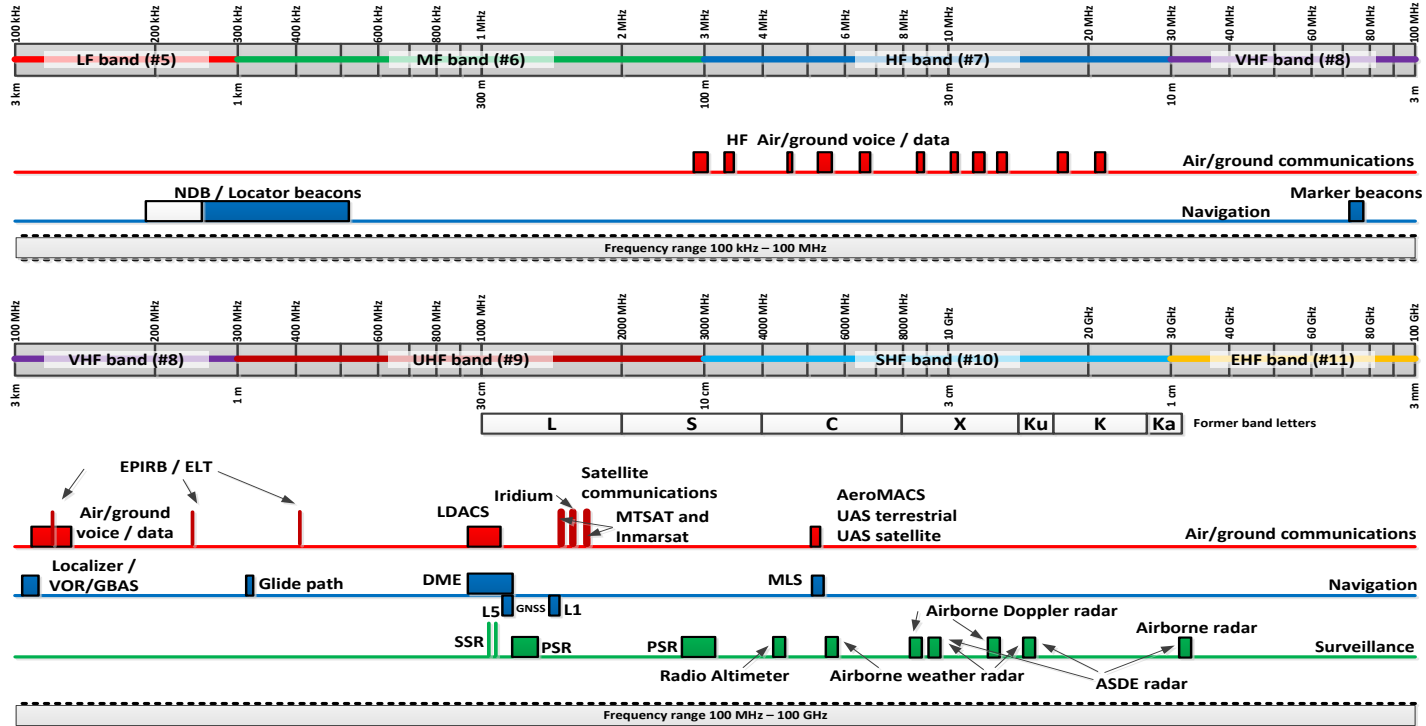 100 kHz 200 kHz 300 kHz 400 kHz 600 kHz 800 kHz 1 MHz 2 MHz 3 MHz 4 MHz 6 MHz 8 MHz 10 MHz 20 MHz 30 MHz 40 MHz 60 MHz 80 MHz 100 MHz
LF band (#5) MF band (#6) HF band (#7) VHF band (#8)
3 km 1 km 300 m 100 m 30 m 10 m 3 m
HF Air/ground voice / data
Air/ground communications
NDB / Locator beacons
Marker beacons
Navigation
Frequency range 100 kHz – 100 MHz
100 MHz 200 MHz 300 MHz 400 MHz 600 MHz 800 MHz 1000 MHz 2000 MHz 3000 MHz 4000 MHz 6000 MHz 8000 MHz 10 GHz 20 GHz 30 GHz 40 GHz 60 GHz 80 GHz 100 GHz
VHF band (#8) UHF band (#9) SHF band (#10) EHF band (#11)
3 km 1 m 30 cm 10 cm 3 cm 1 cm 3 mm
L S C X Ku K Ka Former band letters
EPIRB / ELT
Air/ground
voice / data
LDACS
Iridium
Satellite
communications
MTSAT and
Inmarsat
AeroMACS
UAS terrestrial
UAS satellite
Air/ground communications
Localizer /
VOR/GBAS
Glide path
DME
MLS
Navigation
L5 GNSS L1
SSR
PSR
PSR
Radio Altimeter
Airborne weather radar
Airborne Doppler radar
ASDE radar
Airborne radar
Surveillance
Frequency range 100 MHz – 100 GHz